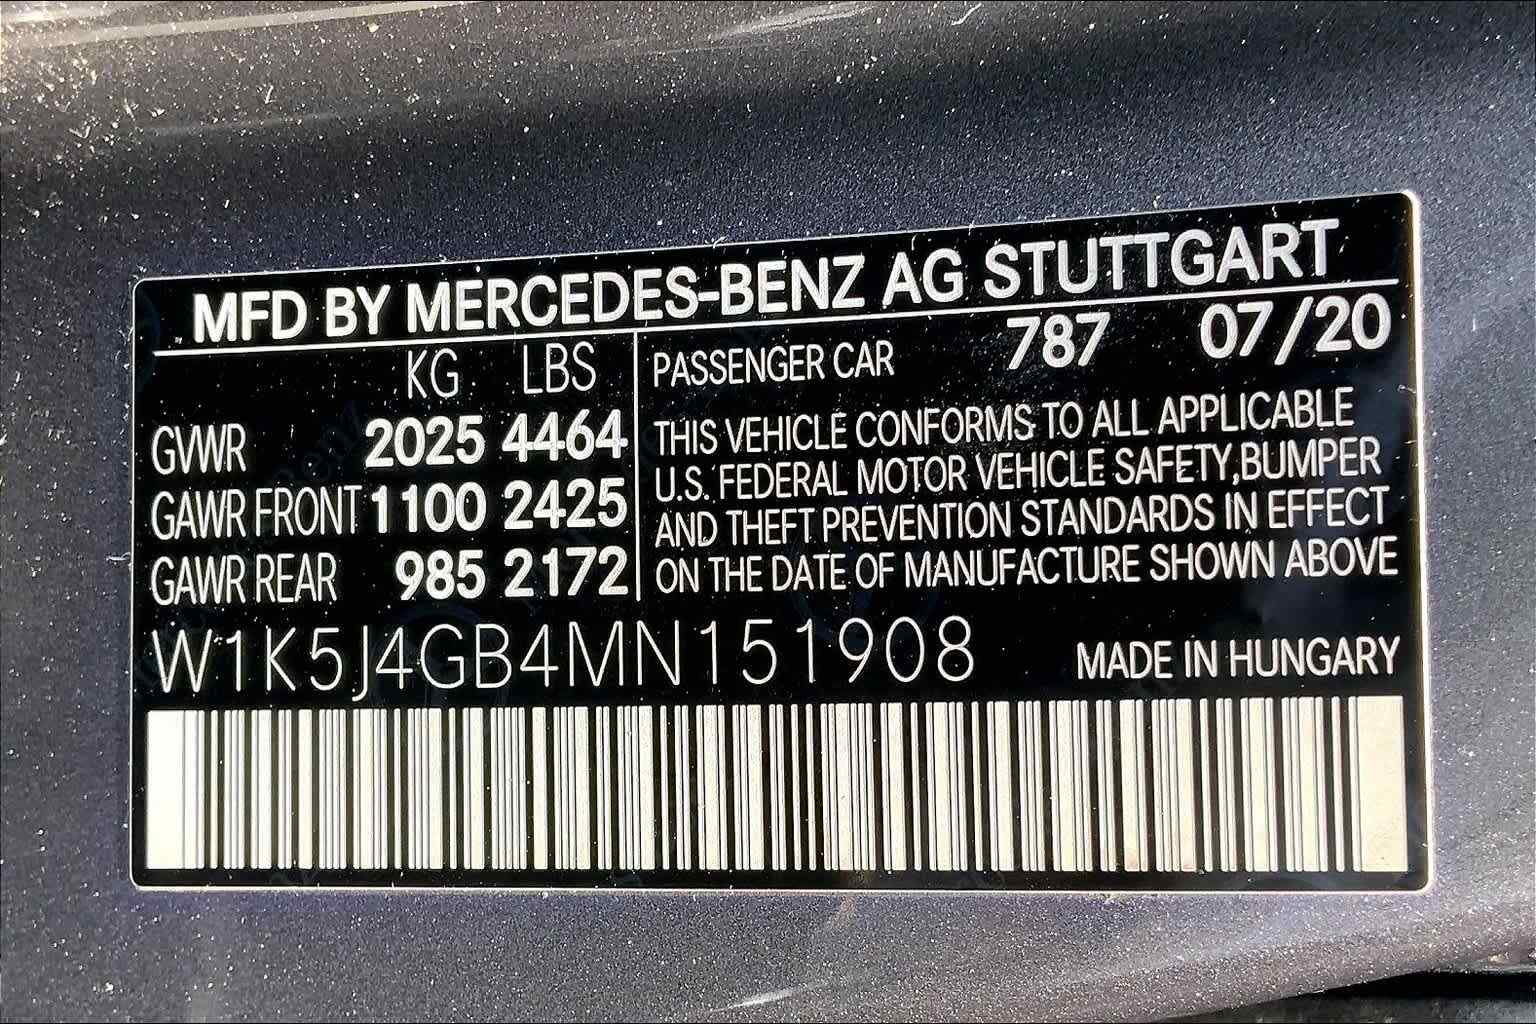 MFD BY MERCEDES-BENZ AG STUTTGART
KG LBS
GVWR 2025 4464
GAWR FRONT 1100 2425
GAWR REAR 985 2172
PASSENGER CAR 787 07/20
THIS VEHICLE CONFORMS TO ALL APPLICABLE
U.S. FEDERAL MOTOR VEHICLE SAFETY,BUMPER
AND THEFT PREVENTION STANDARDS IN EFFECT
ON THE DATE OF MANUFACTURE SHOWN ABOVE
W1K5J4GB4MN151908
MADE IN HUNGARY